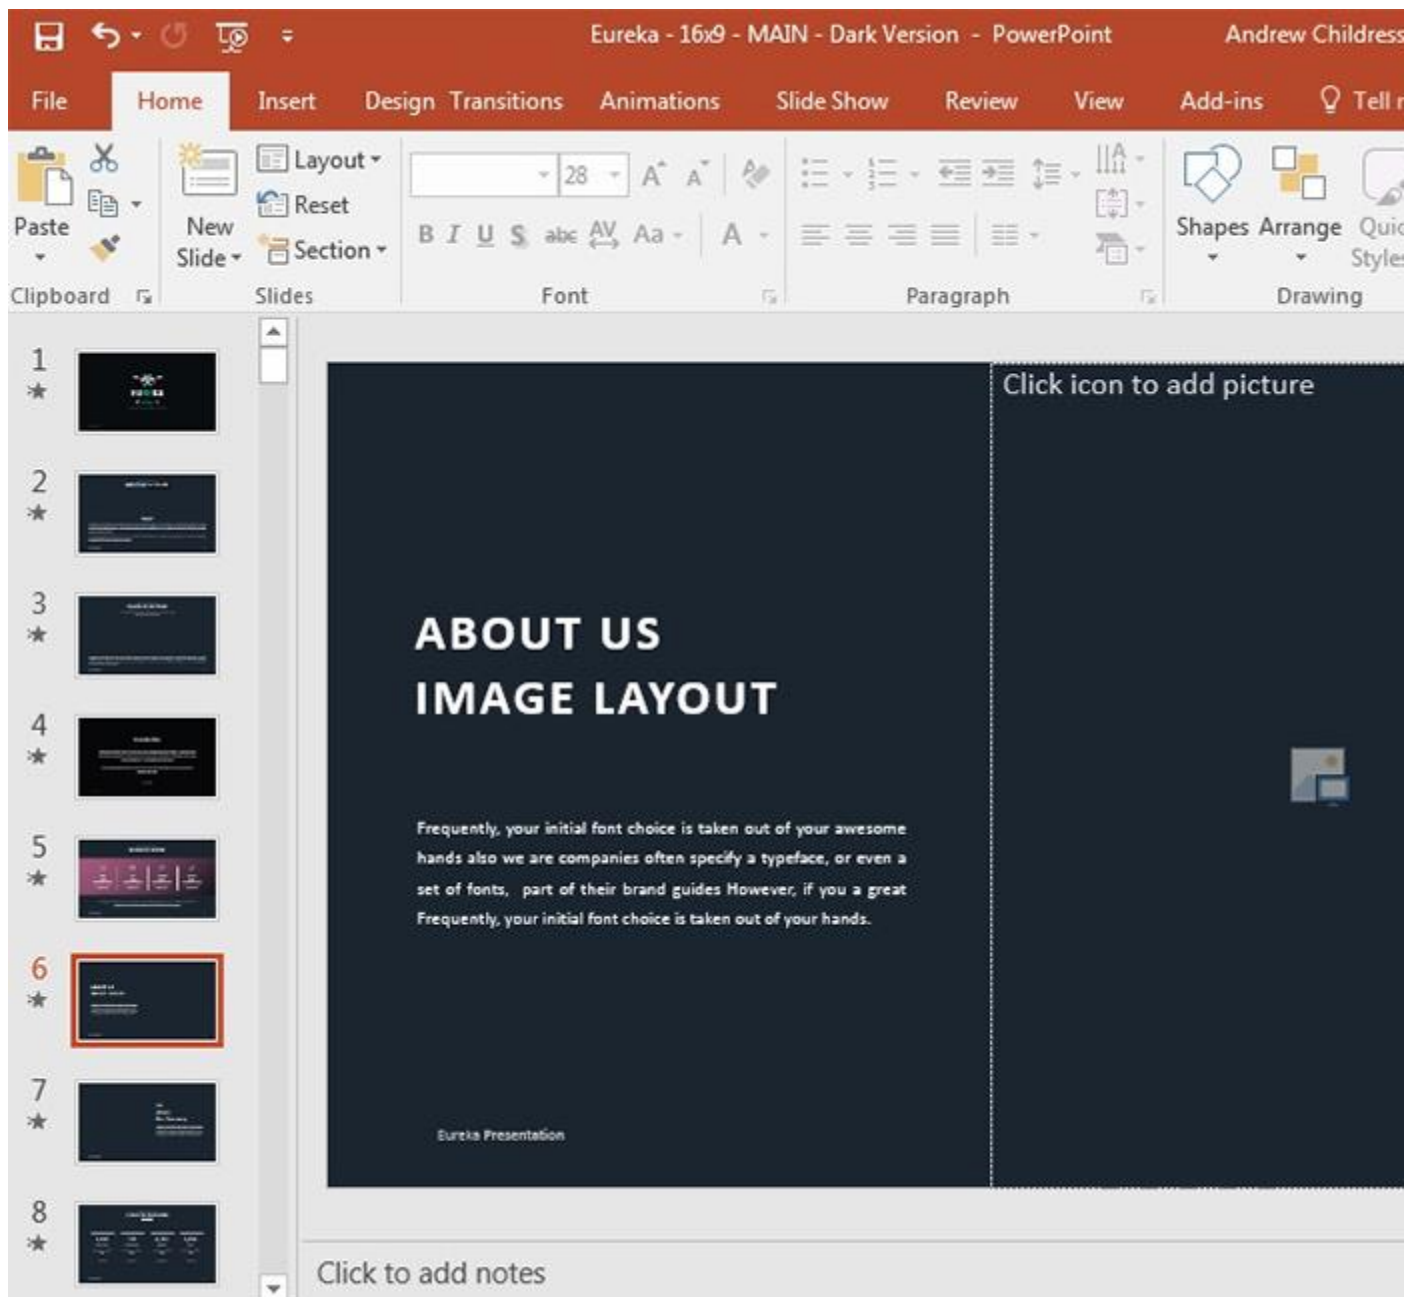 Eureka - 16x9 - MAIN - Dark Version - PowerPoint
Andrew Childress
File Home Insert Design Transitions Animations Slide Show Review View Add-ins Tell
Paste
New
Slide
Layout
Reset
Section
28
B I U S abc AV Aa A
Shapes Arrange
Clipboard Slides Font Paragraph Drawing
1
2
3
4
5
6
7
8
Click icon to add picture
ABOUT US
IMAGE LAYOUT
Frequently, your initial font choice is taken out of your awesome
hands also we are companies often specify a typeface, or even a
set of fonts, part of their brand guides However, if you a great
Frequently, your initial font choice is taken out of your hands.
Eureka Presentation
Click to add notes